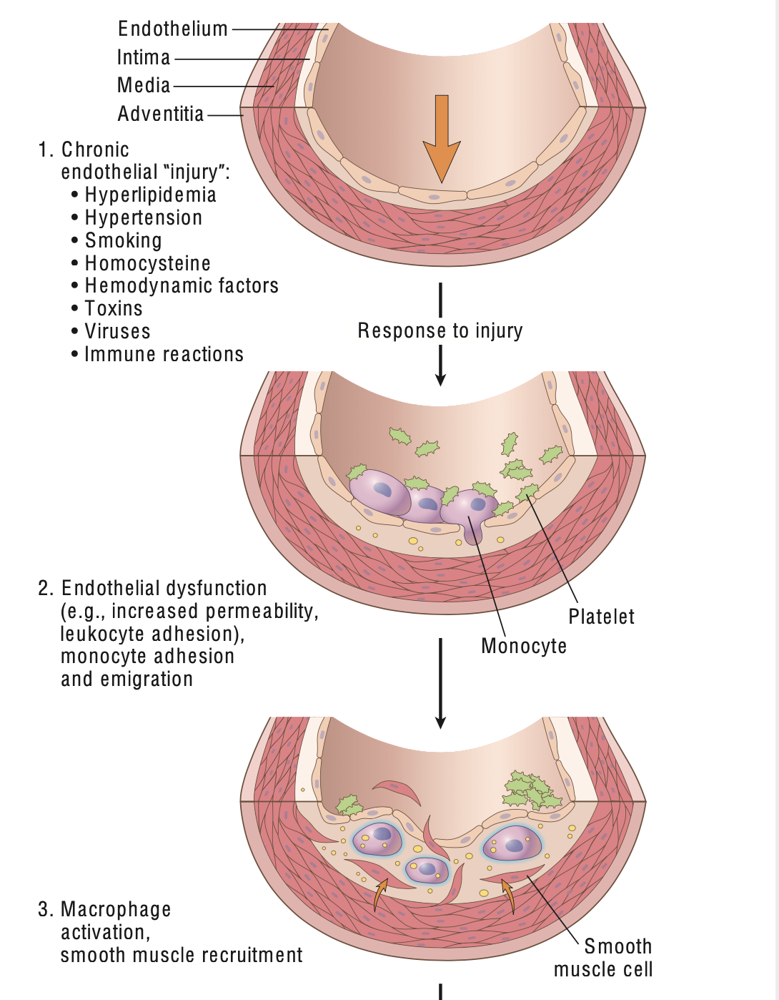 Endothelium
Intima
Media
Adventitia
1. Chronic
endothelial "injury":
• Hyperlipidemia
• Hypertension
• Smoking
• Homocysteine
• Hemodynamic factors
• Toxins
• Viruses
• Immune reactions
Response to injury
2. Endothelial dysfunction
(e.g., increased permeability,
leukocyte adhesion),
monocyte adhesion
and emigration
Platelet
Monocyte
3. Macrophage
activation,
smooth muscle recruitment
Smooth
muscle cell